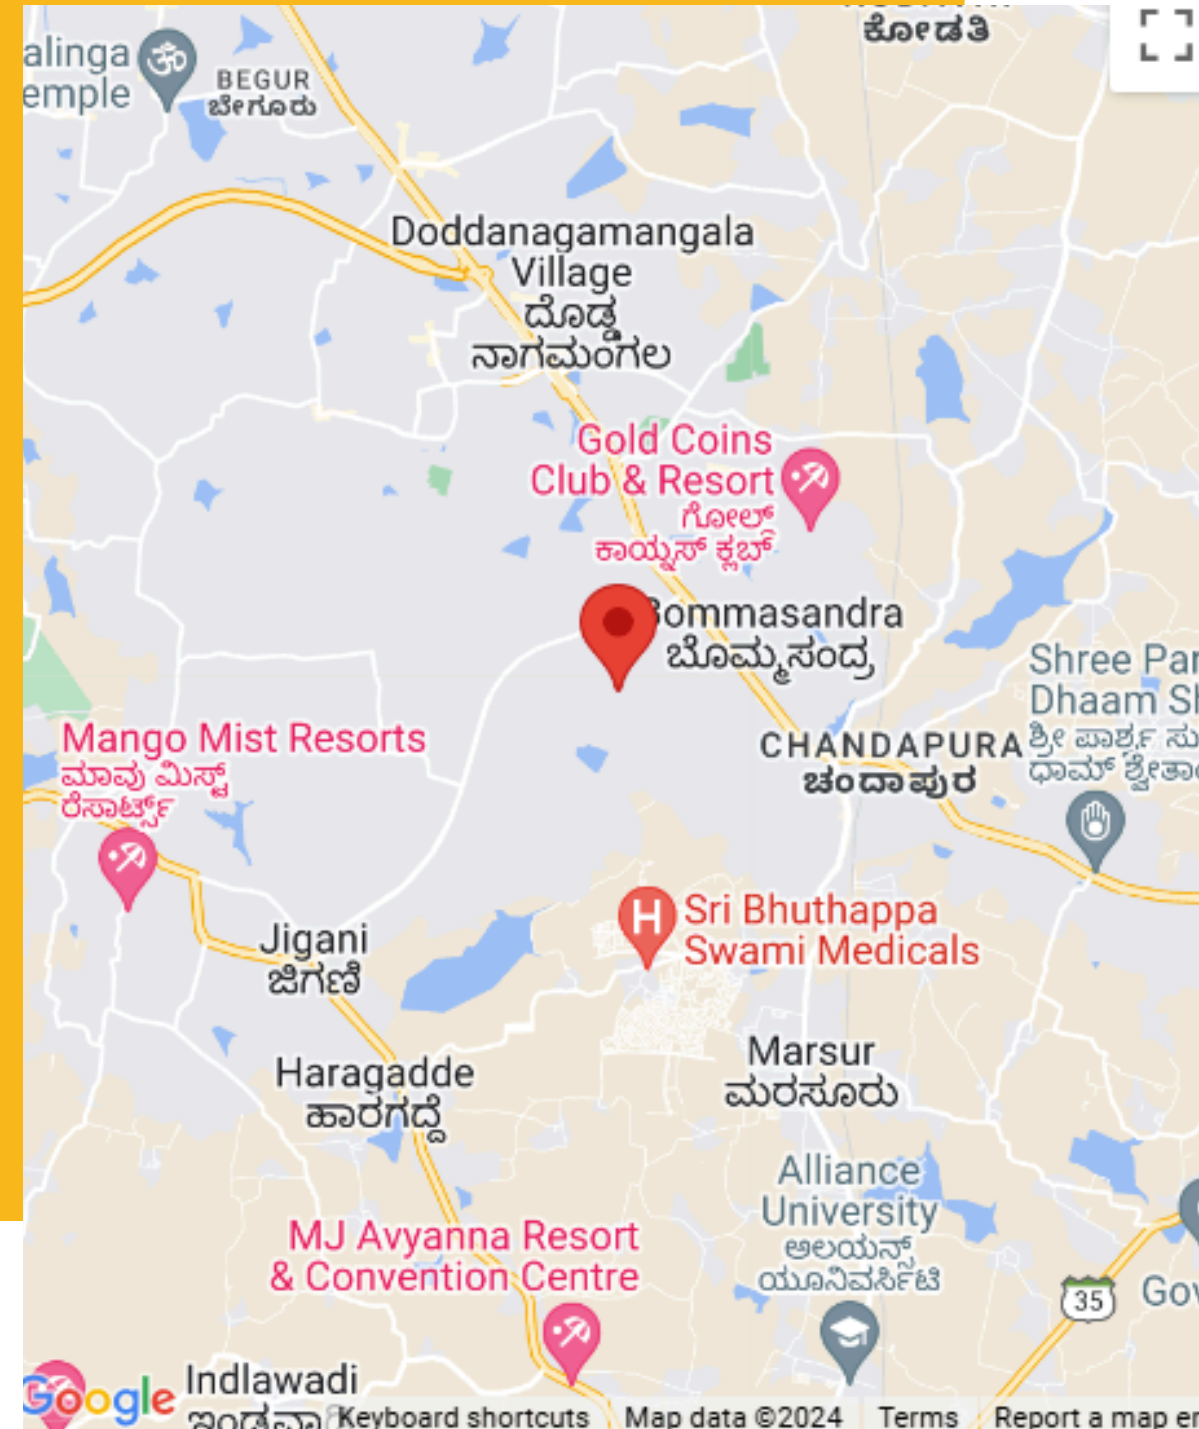 ಕೋಡತಿ
alinga
emple
BEGUR
ಬೇಗೂರು
Doddanagamangala
Village
ದೊಡ್ಡ
ನಾಗಮಂಗಲ
Gold Coins
Club & Resort
ಗೋಲ್ಡ್
ಕಾಯ್ನಸ್ ಕ್ಲಬ್
Bommasandra
ಬೊಮ್ಮಸಂದ್ರ
Shree Par
Dhaam Sh
ಶ್ರೀ ಪಾರ್ಶ್ವ ಸು
ಧಾಮ್ ಶ್ವೇತಾಂ
Mango Mist Resorts
ಮಾವು ಮಿಸ್ಟ್
ರೆಸಾರ್ಟ್ಸ್
CHANDAPURA
ಚಂದಾಪುರ
H
Sri Bhuthappa
Swami Medicals
Jigani
ಜಿಗಣಿ
Marsur
ಮರಸೂರು
Haragadde
ಹಾರಗದ್ದೆ
Alliance
University
ಅಲಯನ್ಸ್
ಯೂನಿವರ್ಸಿಟಿ
MJ Avyanna Resort
& Convention Centre
35
Gov
Indlawadi
Google
Keyboard shortcuts
Map data ©2024
Terms
Report a map er